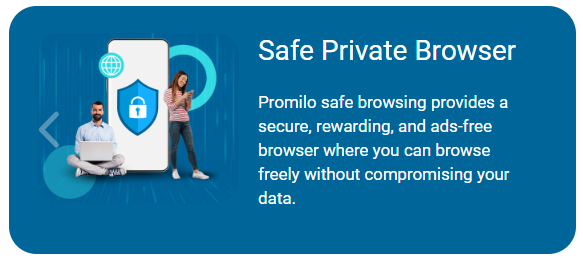 Safe Private Browser
Promilo safe browsing provides a
secure, rewarding, and ads-free
browser where you can browse
freely without compromising your
data.